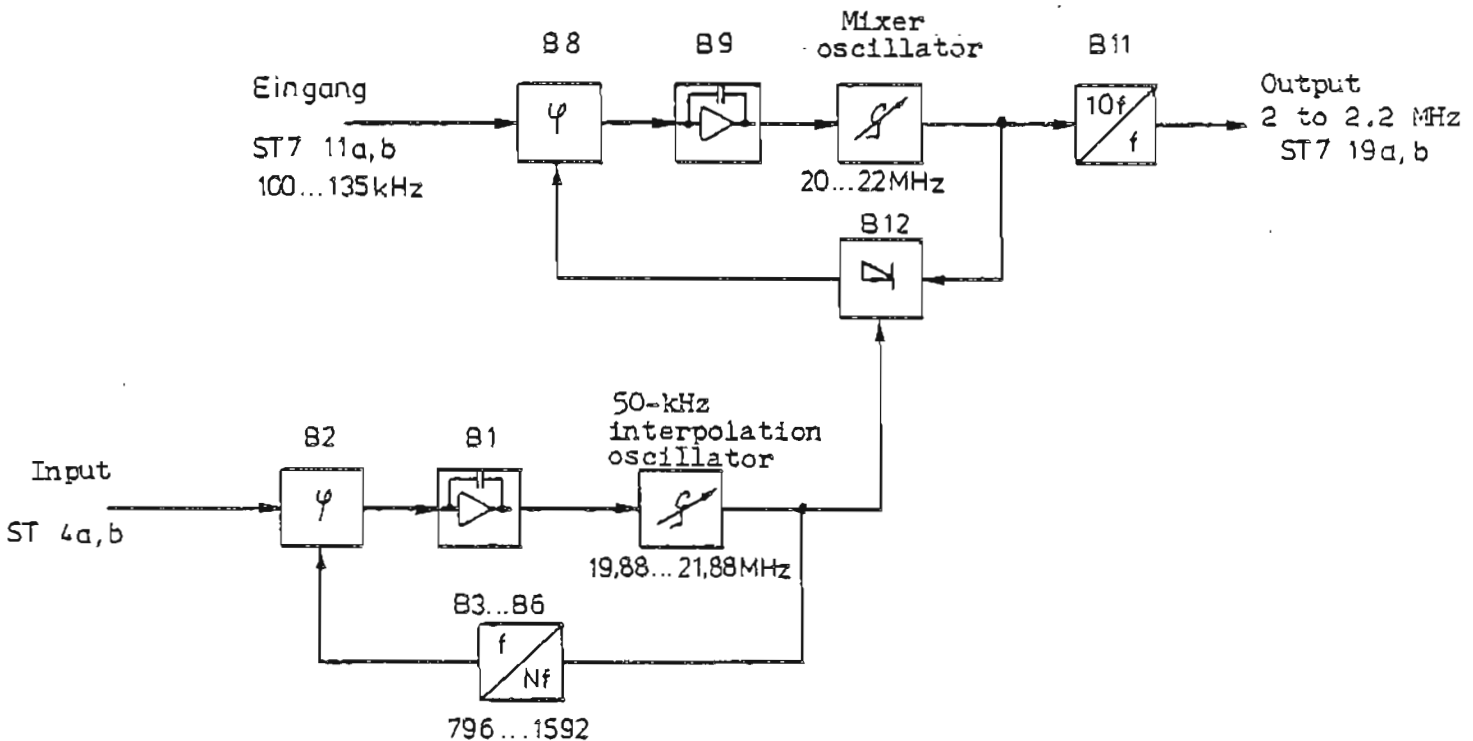 Mixer
oscillator
B8
B9
B11
Eingang
φ
10f
f
Output
2 to 2.2 MHz
ST7 19a,b
ST7 11a,b
100...135kHz
20...22MHz
B12
50-kHz
interpolation
oscillator
B2
B1
Input
φ
ST 4a,b
19,88...21,88MHz
B3...B6
f
Nf
796...1592